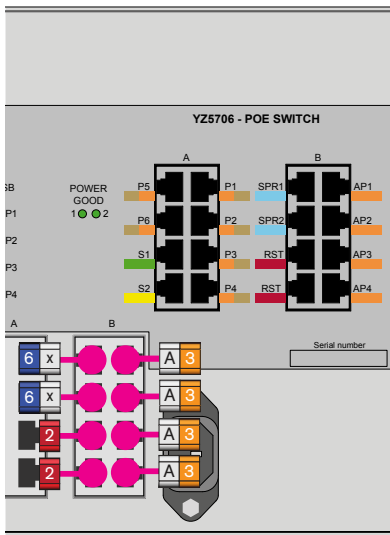 YZ5706 - POE SWITCH
A B
SB POWER GOOD P5 P1 SPR1 AP1
P1 1 2 P6 P2 SPR2 AP2
P2
P3 S1 P3 RST AP3
P4 S2 P4 RST AP4
A B Serial number
6 x A 3
6 x A 3
2 A 3
2 A 3